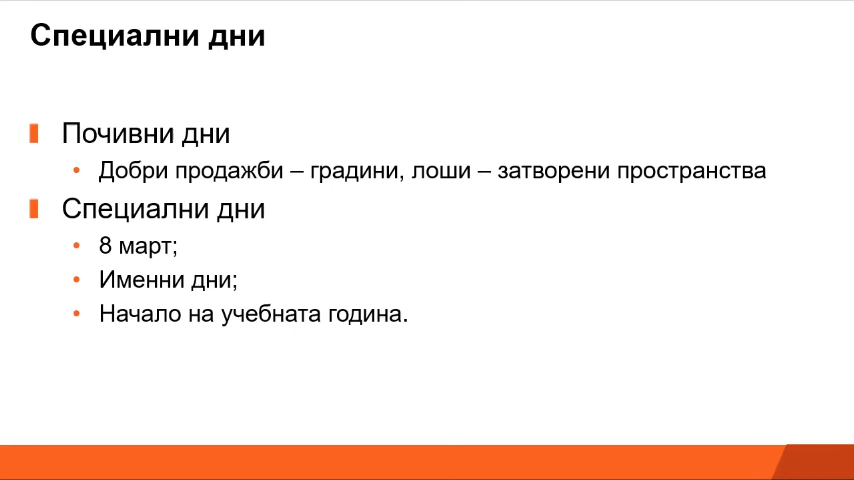 Специални дни
Почивни дни
Добри продажби – градини, лоши – затворени пространства
Специални дни
8 март;
Именни дни;
Начало на учебната година.